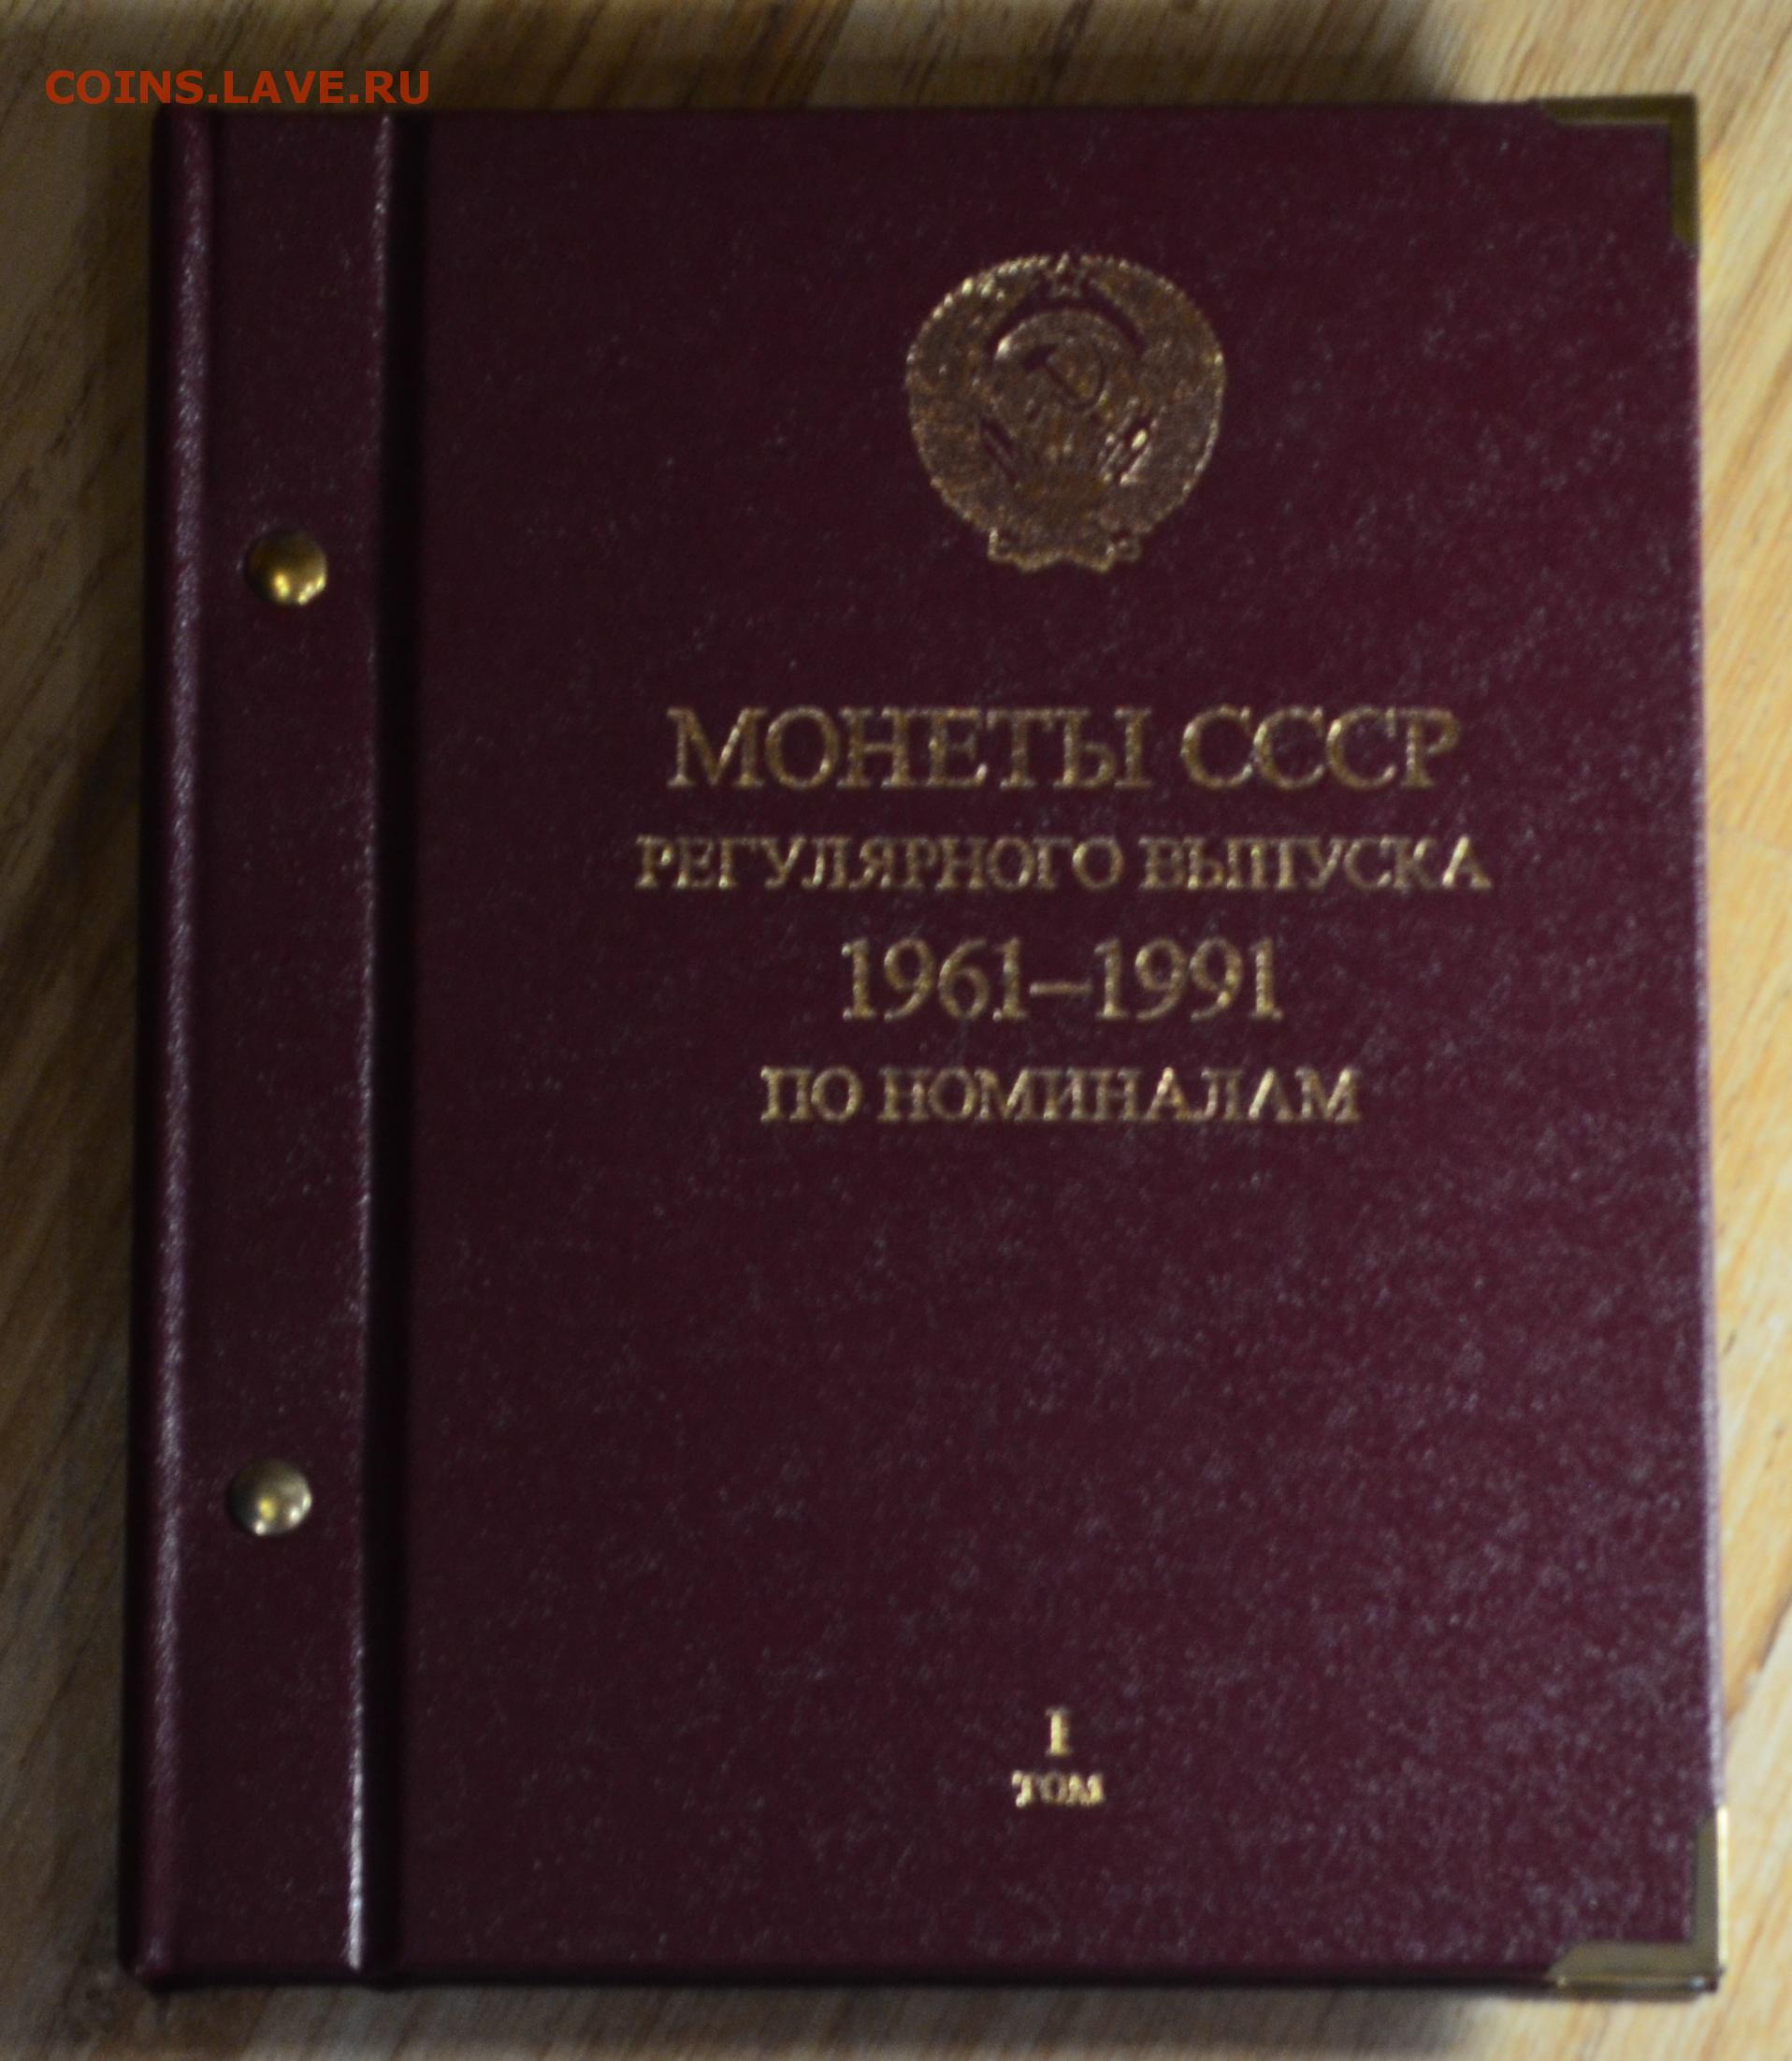 COINS.LAVE.RU
МОНЕТЫ СССР
РЕГУЛЯРНОГО ВЫПУСКА
1961–1991
ПО НОМИНАЛАМ
I
ТОМ